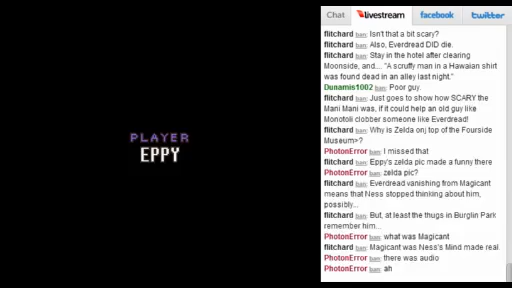 PLAYER
EPPY
Chat livestream facebook twitter
flitchard ban: Isn't that a bit scary?
flitchard ban: Also, Everdread DID die.
flitchard ban: Stay in the hotel after clearing
Moonside, and.... "A scruffy man in a Hawaiian shirt
was found dead in an alley last night."
Dunamis1002 ban: Poor guy.
flitchard ban: Just goes to show how SCARY the
Mani Mani was, if it could help an old guy like
Monotoli clobber someone like Everdread!
flitchard ban: Why is Zelda onj top of the Fourside
Museum>?
PhotonError ban: I missed that
flitchard ban: Eppy's zelda pic made a funny there
PhotonError ban: zelda pic?
flitchard ban: Everdread vanishing from Magicant
means that Ness stopped thinking about him,
possibly...
flitchard ban: But, at least the thugs in Burglin Park
remember him...
PhotonError ban: what was Magicant
flitchard ban: Magicant was Ness's Mind made real
PhotonError ban: there was audio
PhotonError ban: ah